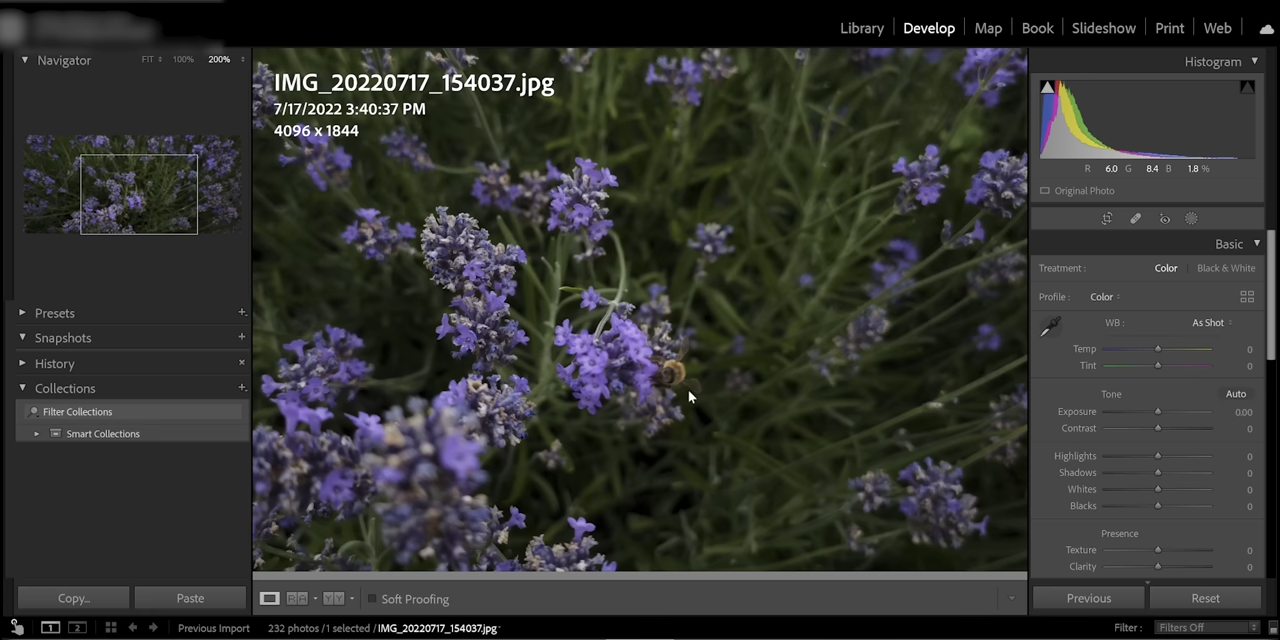 Library Develop Map Book Slideshow Print Web
Navigator FIT 100% 200%
IMG_20220717_154037.jpg
7/17/2022 3:40:37 PM
4096 x 1844
Presets
Snapshots
History
Collections
Filter Collections
Smart Collections
Copy... Paste
Soft Proofing
Histogram
R 6.0 G 8.4 B 1.8 %
Original Photo
Basic
Treatment : Color Black & White
Profile : Color
WB : As Shot
Temp 0
Tint 0
Tone Auto
Exposure 0.00
Contrast 0
Highlights 0
Shadows 0
Whites 0
Blacks 0
Presence
Texture 0
Clarity 0
Previous Reset
1 2 Previous Import 232 photos / 1 selected / IMG_20220717_154037.jpg Filter : Filters Off